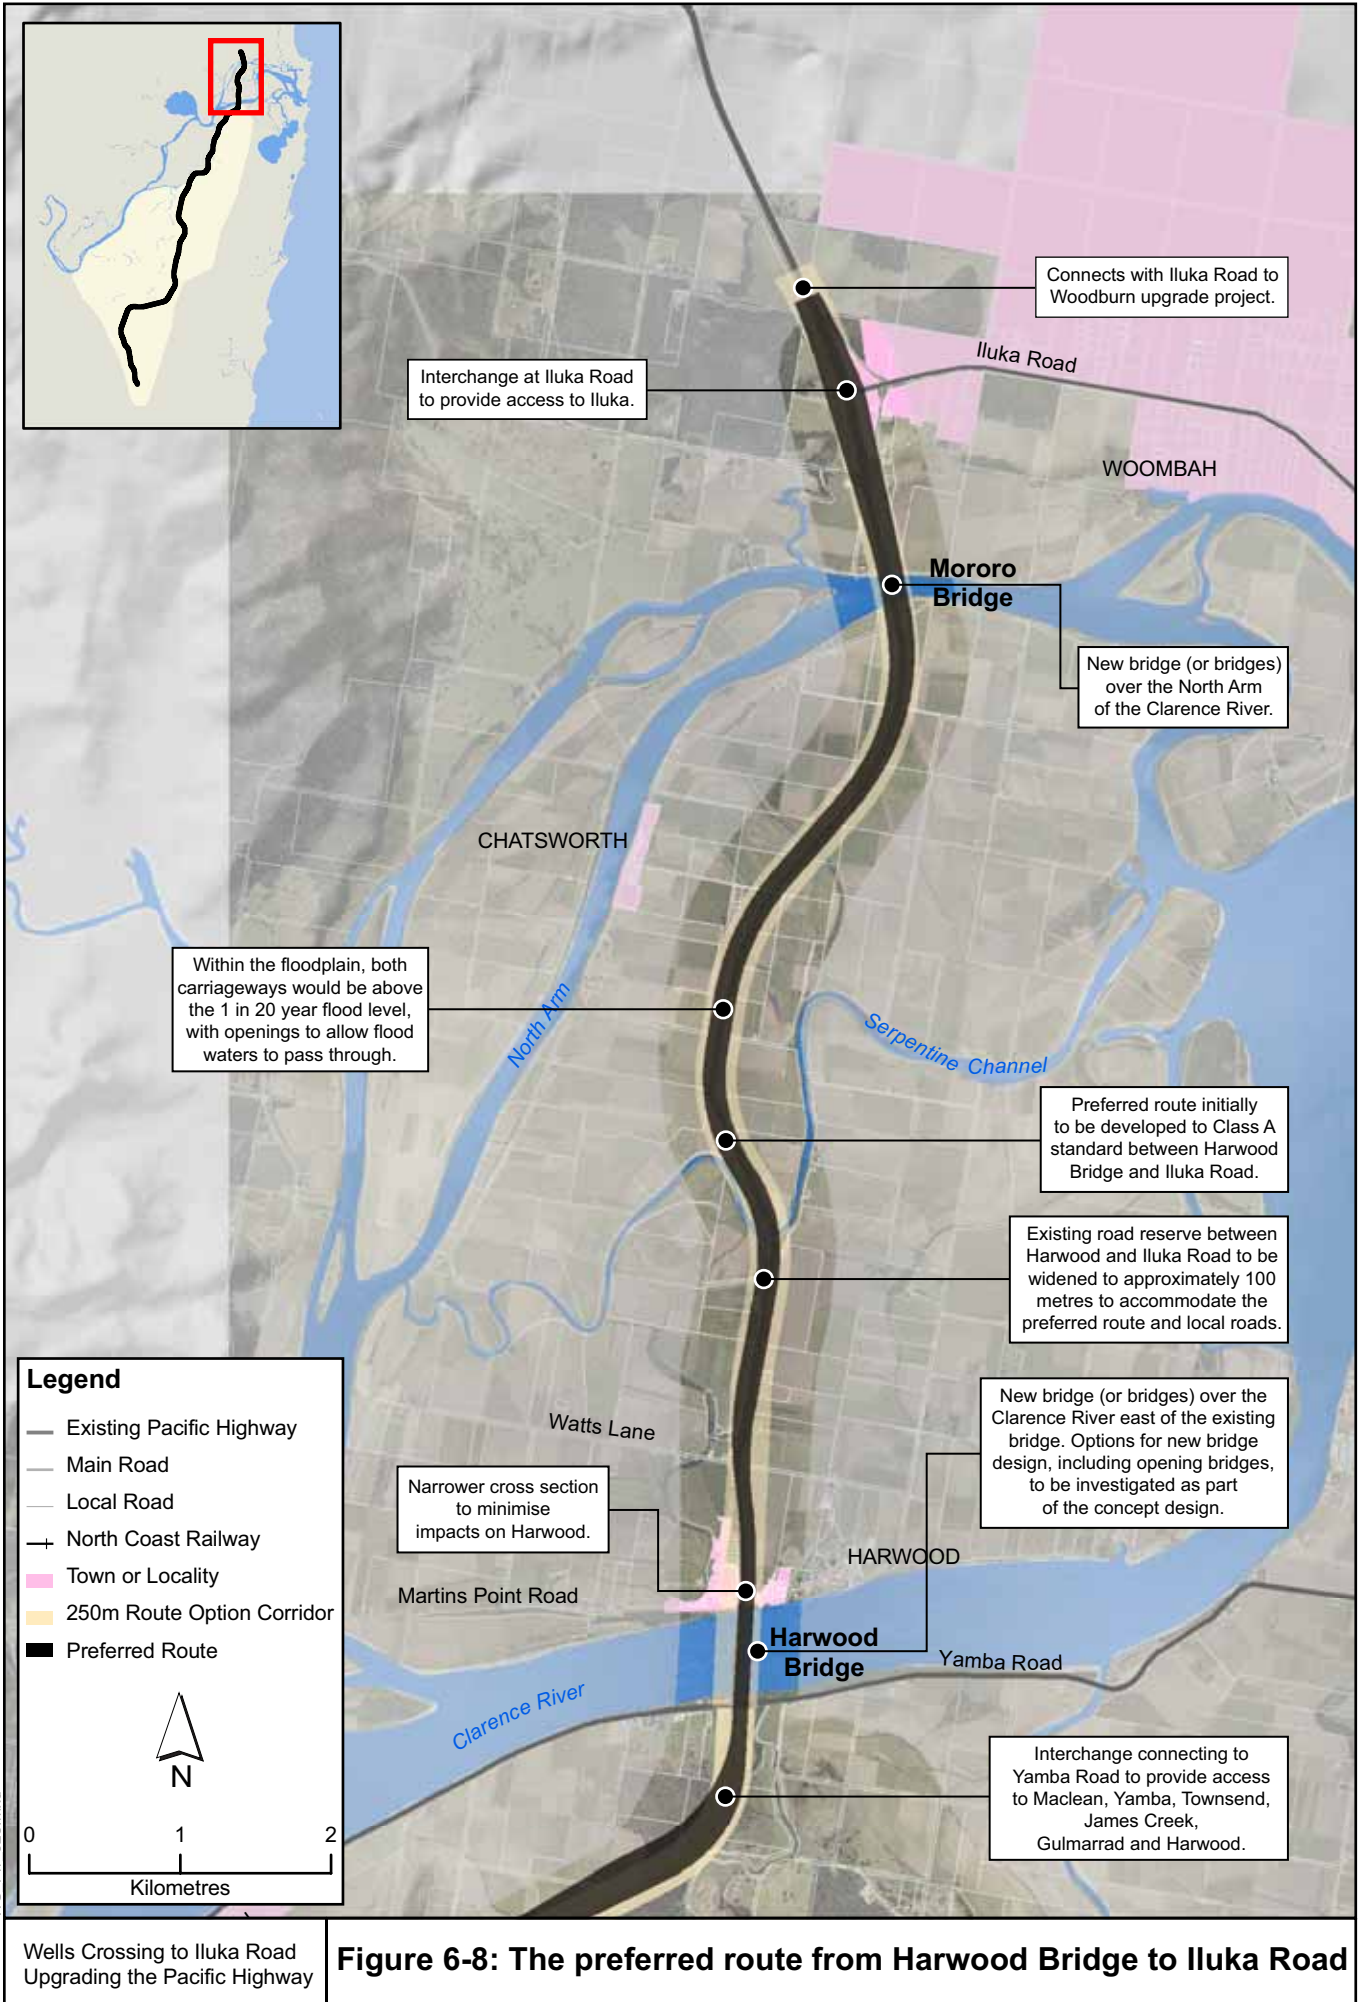 Connects with Iluka Road to
Woodburn upgrade project.
Iluka Road
Interchange at Iluka Road
to provide access to Iluka.
WOOMBAH
Mororo
Bridge
New bridge (or bridges)
over the North Arm
of the Clarence River.
CHATSWORTH
Within the floodplain, both
carriageways would be above
the 1 in 20 year flood level,
with openings to allow flood
waters to pass through.
North Arm
Serpentine Channel
Preferred route initially
to be developed to Class A
standard between Harwood
Bridge and Iluka Road.
Existing road reserve between
Harwood and Iluka Road to be
widened to approximately 100
metres to accommodate the
preferred route and local roads.
New bridge (or bridges) over the
Clarence River east of the existing
bridge. Options for new bridge
design, including opening bridges,
to be investigated as part
of the concept design.
Watts Lane
Narrower cross section
to minimise
impacts on Harwood.
HARWOOD
Martins Point Road
Harwood
Bridge
Yamba Road
Clarence River
Interchange connecting to
Yamba Road to provide access
to Maclean, Yamba, Townsend,
James Creek,
Gulmarrad and Harwood.
Legend
Existing Pacific Highway
Main Road
Local Road
North Coast Railway
Town or Locality
250m Route Option Corridor
Preferred Route
N
0 1 2
Kilometres
Wells Crossing to Iluka Road
Upgrading the Pacific Highway
Figure 6-8: The preferred route from Harwood Bridge to Iluka Road